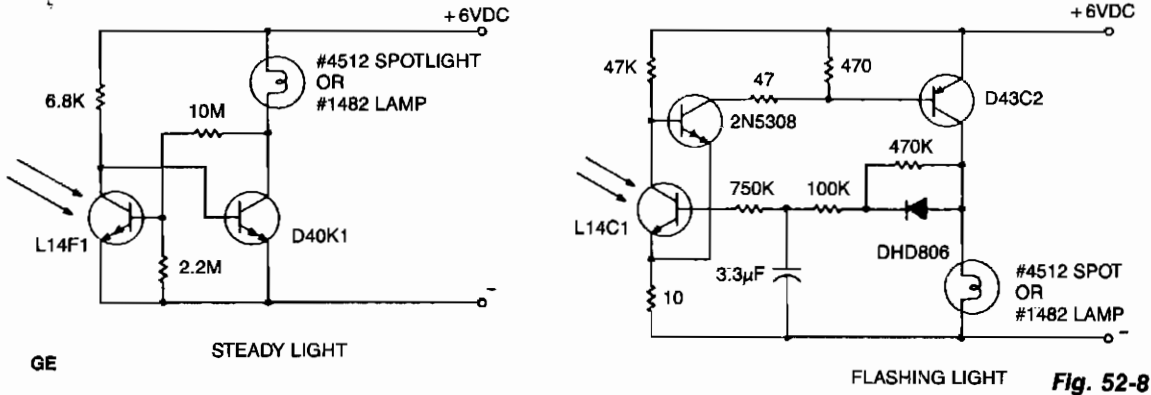 +6VDC
#4512 SPOTLIGHT
OR
#1482 LAMP
6.8K
10M
L14F1
D40K1
2.2M
-
GE
STEADY LIGHT
+6VDC
47K
47
470
2N5308
D43C2
470K
750K
100K
L14C1
DHD806
3.3µF
10
#4512 SPOT
OR
#1482 LAMP
-
FLASHING LIGHT
Fig. 52-8